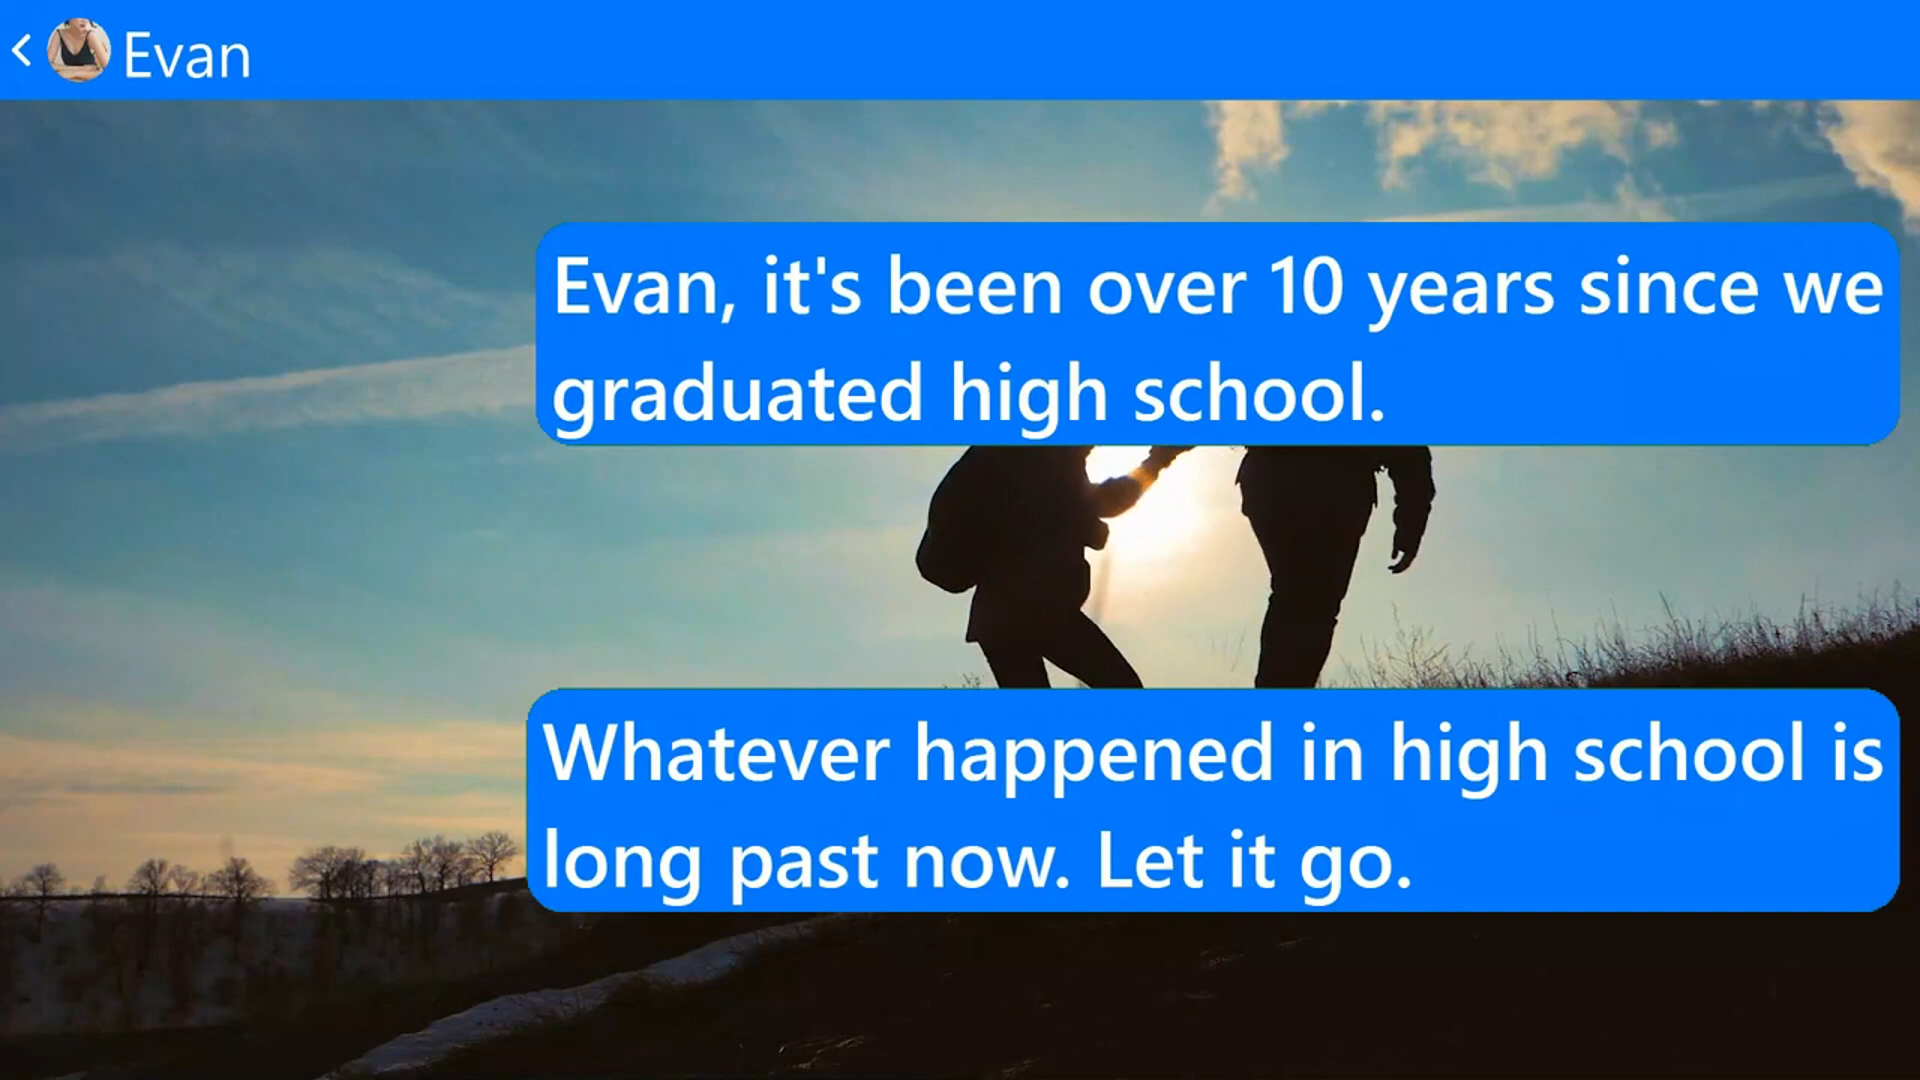 Evan
Evan, it's been over 10 years since we
graduated high school.
Whatever happened in high school is
long past now. Let it go.